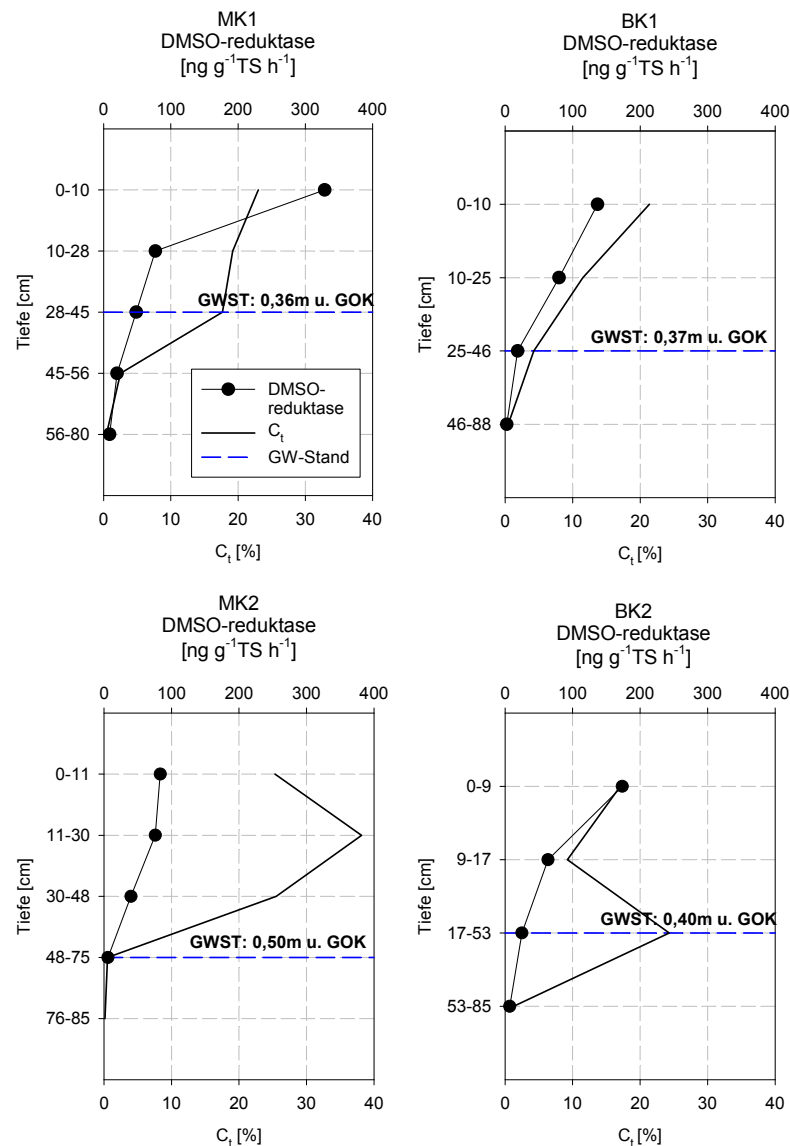 MK1
DMSO-reduktase
[ng g⁻¹TS h⁻¹]
0 100 200 300 400
Tiefe [cm]
0-10
10-28
28-45
45-56
56-80
GWST: 0,36m u. GOK
DMSO-
reduktase
Cₜ
GW-Stand
0 10 20 30 40
Cₜ [%]
BK1
DMSO-reduktase
[ng g⁻¹TS h⁻¹]
0 100 200 300 400
Tiefe [cm]
0-10
10-25
25-46
46-88
GWST: 0,37m u. GOK
0 10 20 30 40
Cₜ [%]
MK2
DMSO-reduktase
[ng g⁻¹TS h⁻¹]
0 100 200 300 400
Tiefe [cm]
0-11
11-30
30-48
48-75
76-85
GWST: 0,50m u. GOK
0 10 20 30 40
Cₜ [%]
BK2
DMSO-reduktase
[ng g⁻¹TS h⁻¹]
0 100 200 300 400
Tiefe [cm]
0-9
9-17
17-53
53-85
GWST: 0,40m u. GOK
0 10 20 30 40
Cₜ [%]